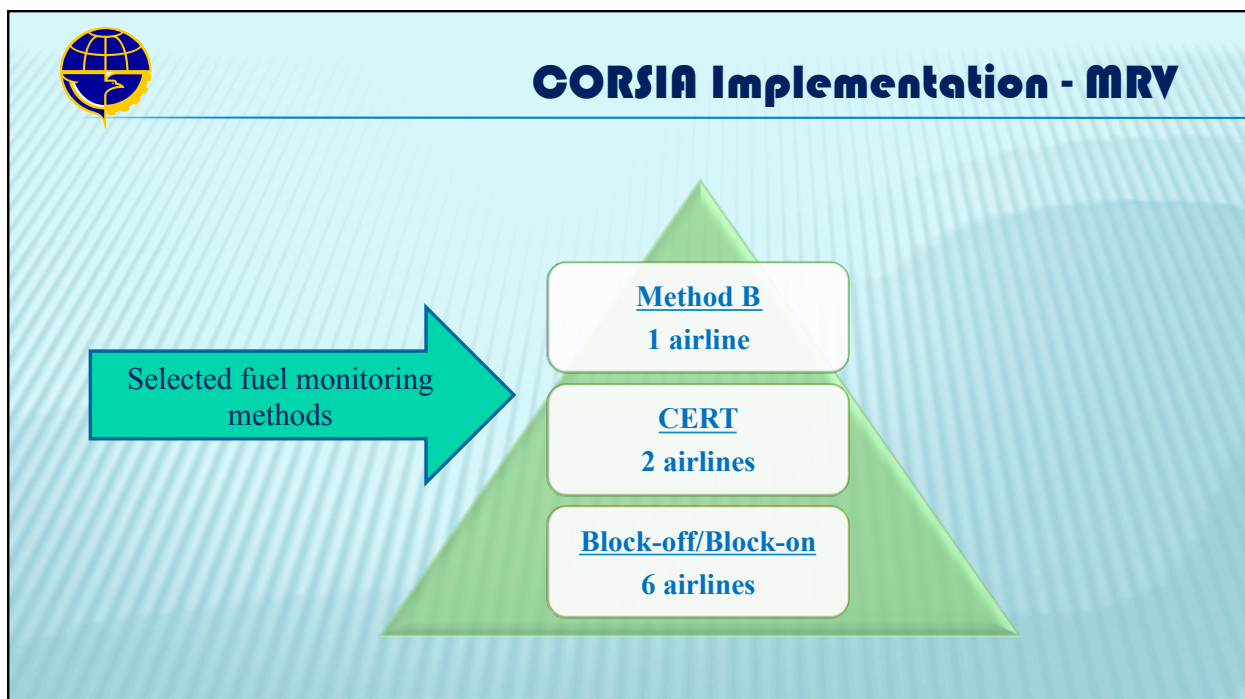 CORSIA Implementation - MRV
Selected fuel monitoring
methods
Method B
1 airline
CERT
2 airlines
Block-off/Block-on
6 airlines